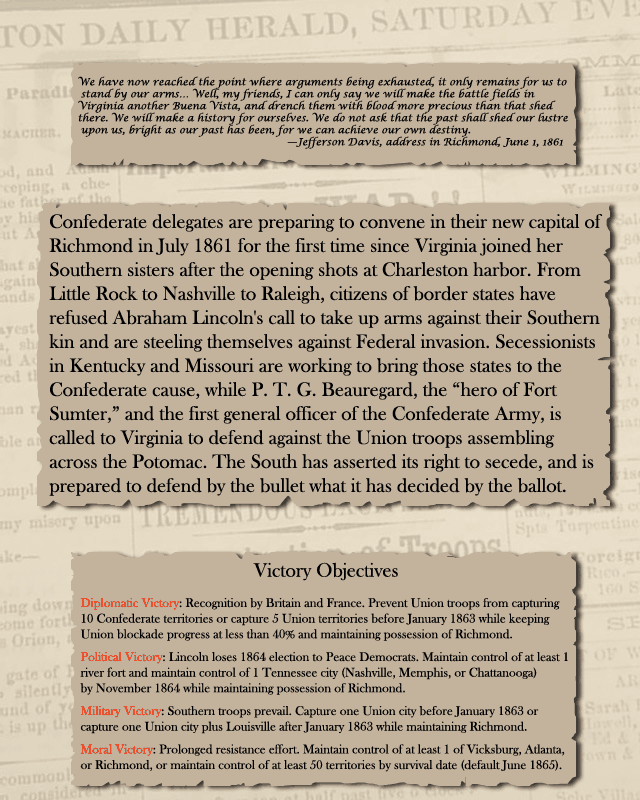 TON DAILY HERALD, SATURDAY EVE
We have now reached the point where arguments being exhausted, it only remains for us to
stand by our arms... Well, my friends, I can only say we will make the battle fields in
Virginia another Buena Vista, and drench them with blood more precious than that shed
there. We will make a history for ourselves. We do not ask that the past shall shed our lustre
upon us, bright as our past has been, for we can achieve our own destiny.
—Jefferson Davis, address in Richmond, June 1, 1861
Confederate delegates are preparing to convene in their new capital of
Richmond in July 1861 for the first time since Virginia joined her
Southern sisters after the opening shots at Charleston harbor. From
Little Rock to Nashville to Raleigh, citizens of border states have
refused Abraham Lincoln's call to take up arms against their Southern
kin and are steeling themselves against Federal invasion. Secessionists
in Kentucky and Missouri are working to bring those states to the
Confederate cause, while P. T. G. Beauregard, the “hero of Fort
Sumter,” and the first general officer of the Confederate Army, is
called to Virginia to defend against the Union troops assembling
across the Potomac. The South has asserted its right to secede, and is
prepared to defend by the bullet what it has decided by the ballot.
Victory Objectives
Diplomatic Victory: Recognition by Britain and France. Prevent Union troops from capturing
10 Confederate territories or capture 5 Union territories before January 1863 while keeping
Union blockade progress at less than 40% and maintaining possession of Richmond.
Political Victory: Lincoln loses 1864 election to Peace Democrats. Maintain control of at least 1
river fort and maintain control of 1 Tennessee city (Nashville, Memphis, or Chattanooga)
by November 1864 while maintaining possession of Richmond.
Military Victory: Southern troops prevail. Capture one Union city before January 1863 or
capture one Union city plus Louisville after January 1863 while maintaining Richmond.
Moral Victory: Prolonged resistance effort. Maintain control of at least 1 of Vicksburg, Atlanta,
or Richmond, or maintain control of at least 50 territories by survival date (default June 1865).